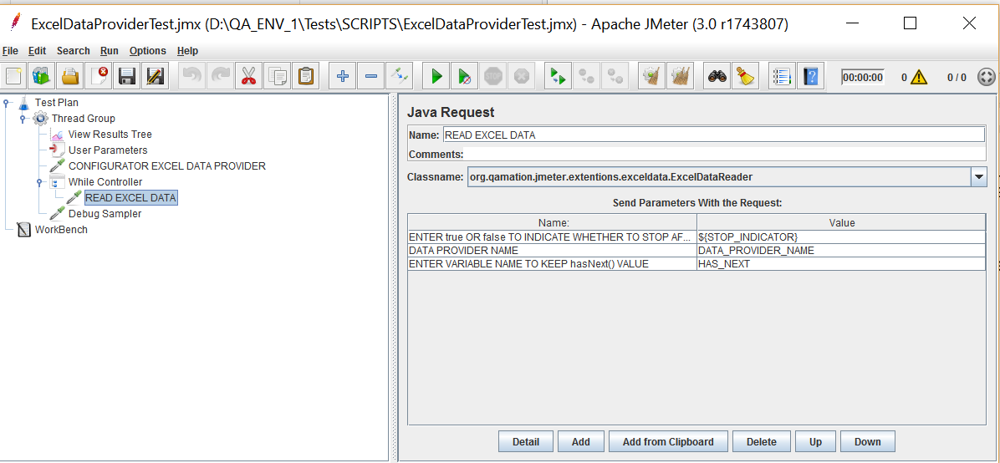 ExcelDataProviderTest.jmx (D:\QA_ENV_1\Tests\SCRIPTS\ExcelDataProviderTest.jmx) - Apache JMeter (3.0 r1743807)
File Edit Search Run Options Help
STOP 00:00:00 0 0 / 0
Test Plan
Thread Group
View Results Tree
User Parameters
CONFIGURATOR EXCEL DATA PROVIDER
While Controller
READ EXCEL DATA
Debug Sampler
WorkBench
Java Request
Name: READ EXCEL DATA
Comments:
Classname: org.qamation.jmeter.extentions.exceldata.ExcelDataReader
Send Parameters With the Request:
Name: Value
ENTER true OR false TO INDICATE WHETHER TO STOP AF... ${STOP_INDICATOR}
DATA PROVIDER NAME DATA_PROVIDER_NAME
ENTER VARIABLE NAME TO KEEP hasNext() VALUE HAS_NEXT
Detail Add Add from Clipboard Delete Up Down